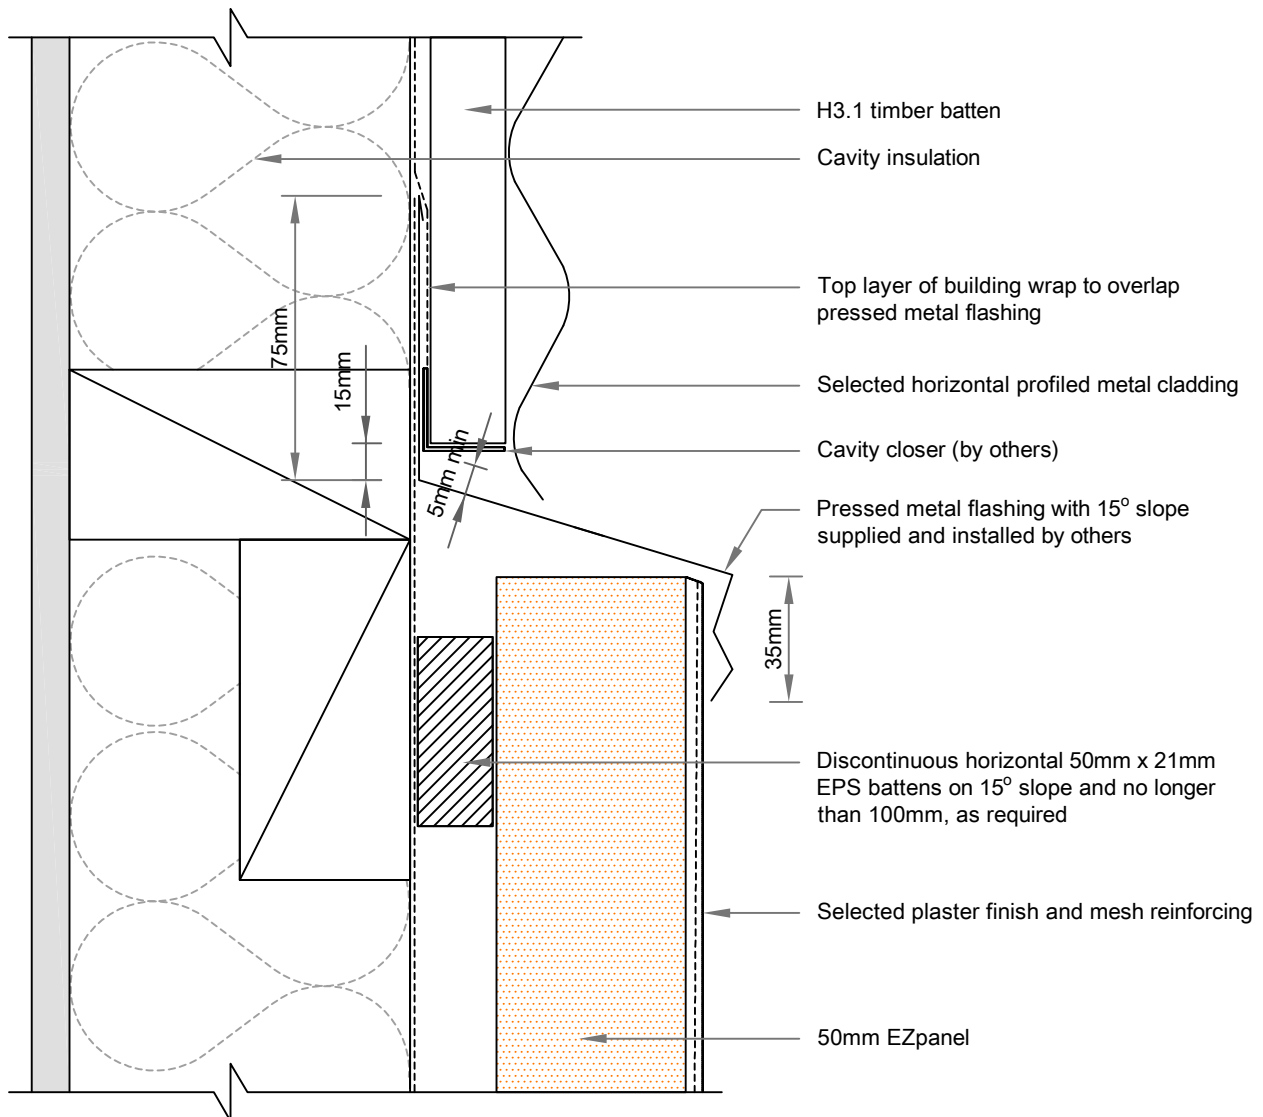 H3.1 timber batten
Cavity insulation
Top layer of building wrap to overlap
pressed metal flashing
75mm
15mm
Selected horizontal profiled metal cladding
5mm min
Cavity closer (by others)
Pressed metal flashing with 15° slope
supplied and installed by others
35mm
Discontinuous horizontal 50mm x 21mm
EPS battens on 15° slope and no longer
than 100mm, as required
Selected plaster finish and mesh reinforcing
50mm EZpanel